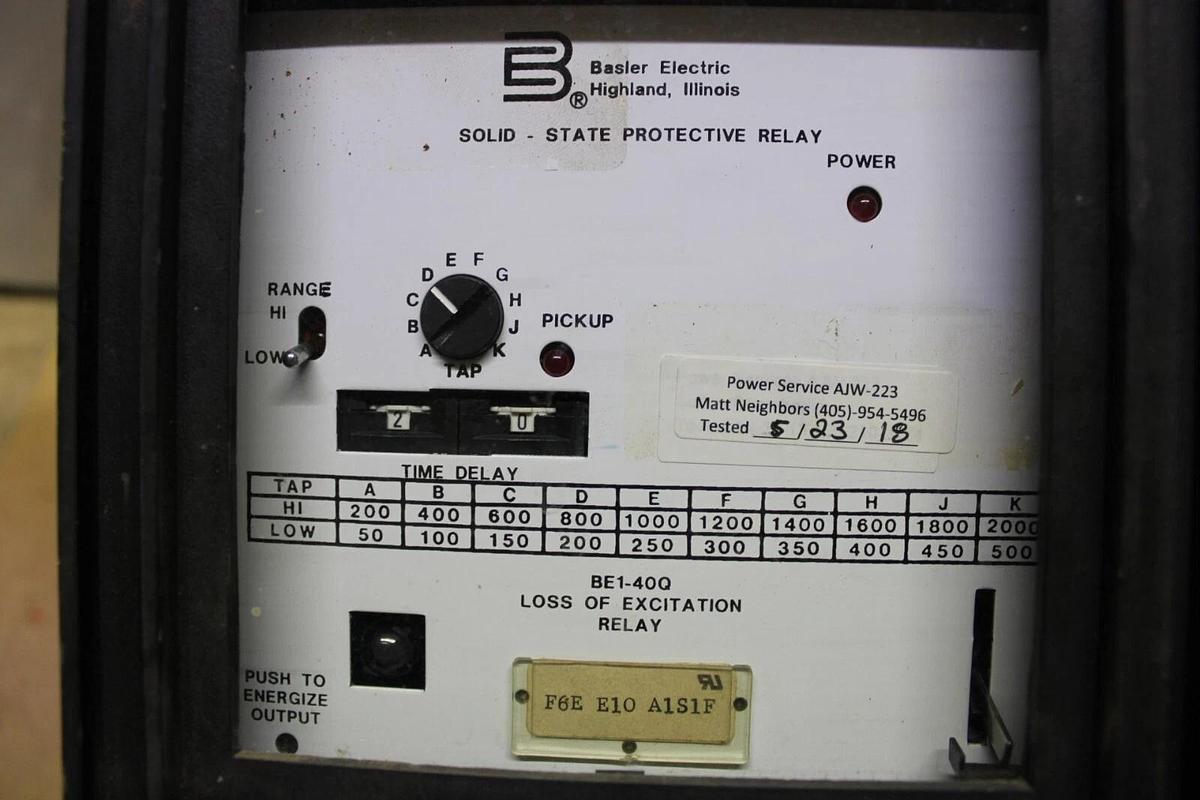 B®
Basler Electric
Highland, Illinois
SOLID - STATE PROTECTIVE RELAY
POWER
RANGE
HI
LOW
A B C D E F G H J K
TAP
PICKUP
2 0
TIME DELAY
Power Service AJW-223
Matt Neighbors (405)-954-5496
Tested 5/23/18
TAP A B C D E F G H J K
HI 200 400 600 800 1000 1200 1400 1600 1800 2000
LOW 50 100 150 200 250 300 350 400 450 500
BE1-40Q
LOSS OF EXCITATION
RELAY
PUSH TO
ENERGIZE
OUTPUT
UR
F6E E1O A1S1F